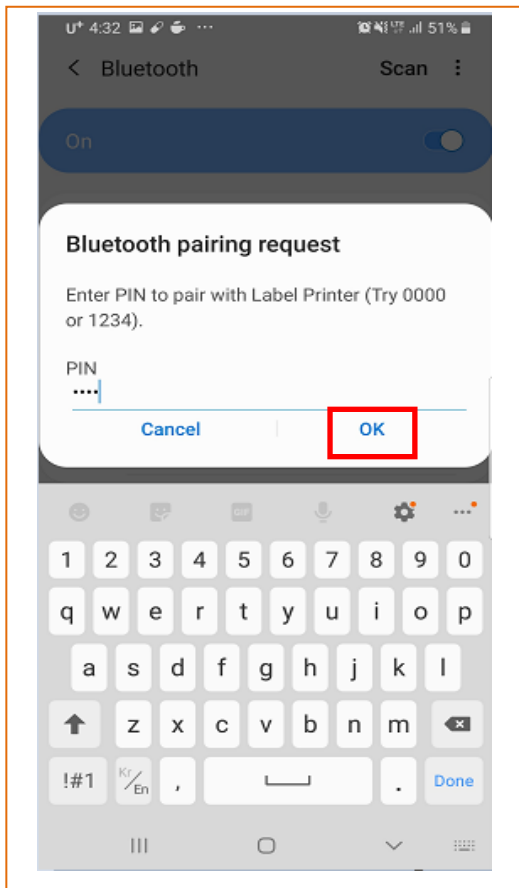 U+ 4:32 51%
Bluetooth Scan
On
Bluetooth pairing request
Enter PIN to pair with Label Printer (Try 0000
or 1234).
PIN
••••
Cancel OK
GIF
1 2 3 4 5 6 7 8 9 0
q w e r t y u i o p
a s d f g h j k l
z x c v b n m
!#1 Kr/En , . Done